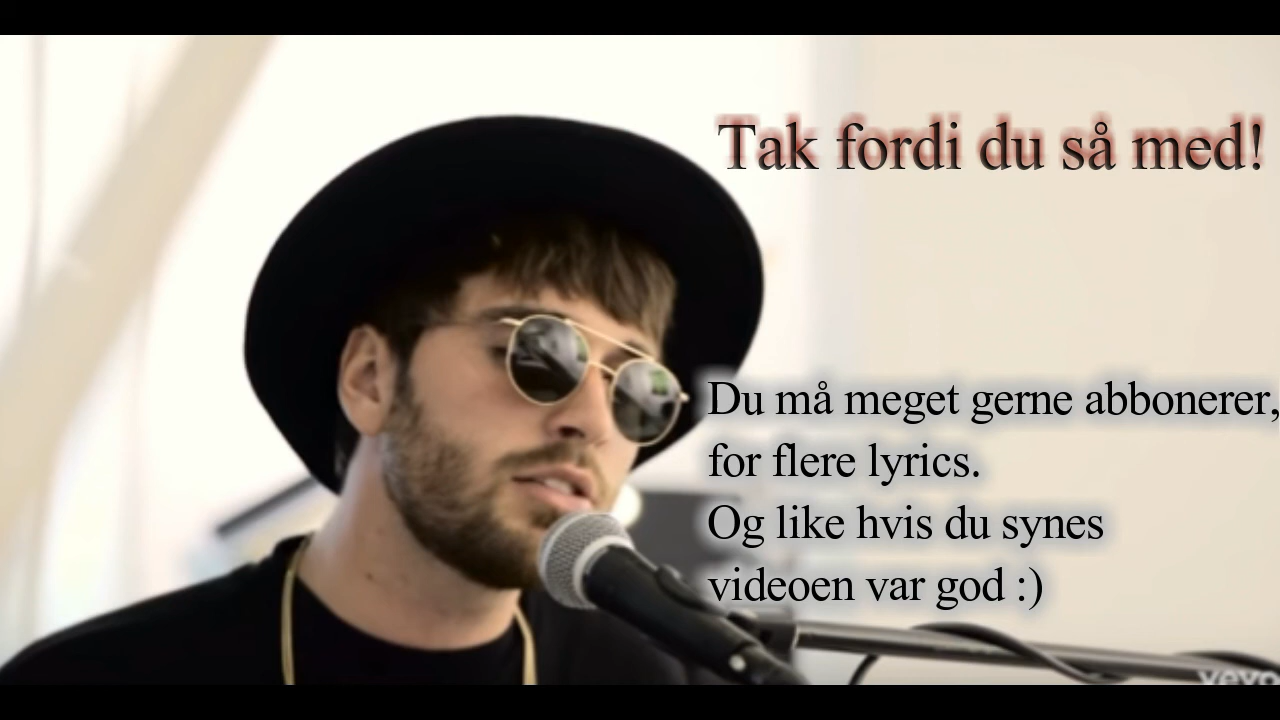 Tak fordi du så med!
Du må meget gerne abbonerer,
for flere lyrics.
Og like hvis du synes
videoen var god :)
vevo